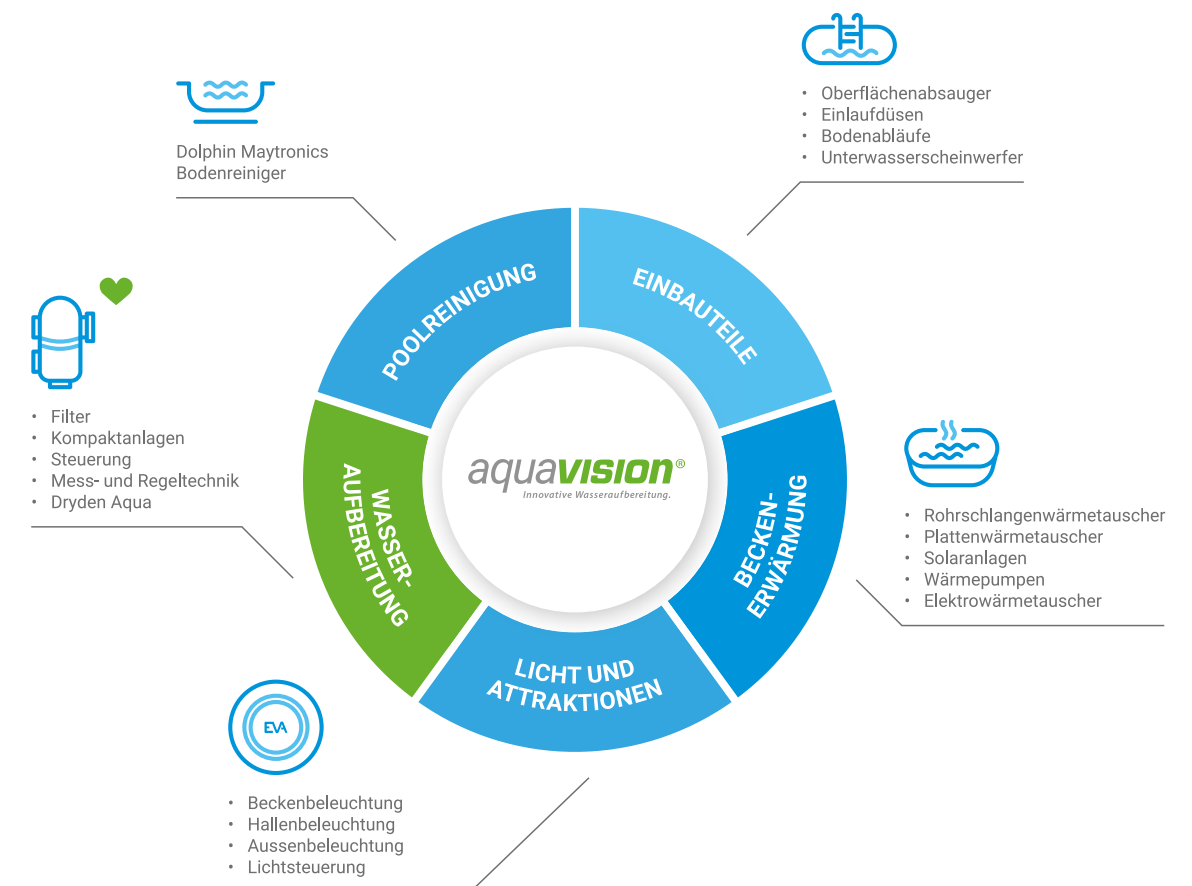 Dolphin Maytronics
Bodenreiniger
• Oberflächenabsauger
• Einlaufdüsen
• Bodenabläufe
• Unterwasserscheinwerfer
POOLREINIGUNG
EINBAUTEILE
• Filter
• Kompaktanlagen
• Steuerung
• Mess- und Regeltechnik
• Dryden Aqua
WASSER-
AUFBEREITUNG
aquavision®
Innovative Wasseraufbereitung.
BECKEN-
ERWÄRMUNG
• Rohrschlangenwärmetauscher
• Plattenwärmetauscher
• Solaranlagen
• Wärmepumpen
• Elektrowärmetauscher
LICHT UND
ATTRAKTIONEN
EVA
• Beckenbeleuchtung
• Hallenbeleuchtung
• Aussenbeleuchtung
• Lichtsteuerung